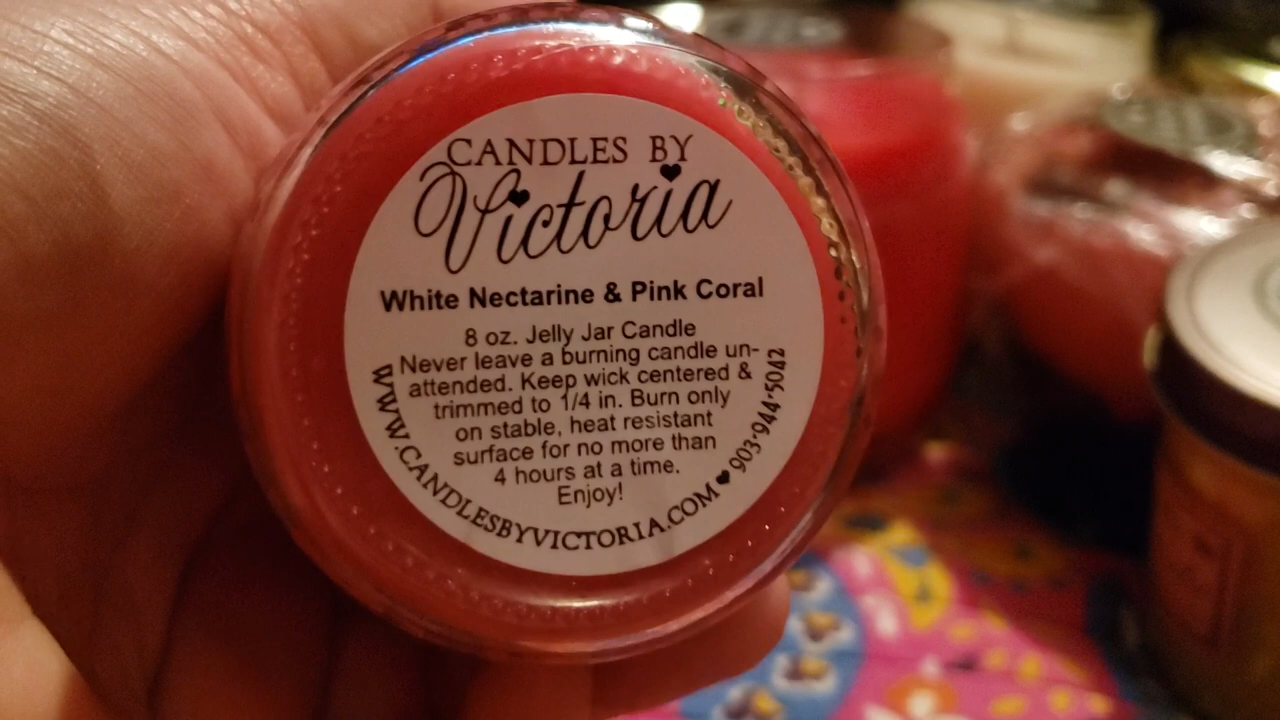 CANDLES BY
Victoria
White Nectarine & Pink Coral
8 oz. Jelly Jar Candle
Never leave a burning candle un-
attended. Keep wick centered &
trimmed to 1/4 in. Burn only
on stable, heat resistant
surface for no more than
4 hours at a time.
Enjoy!
WWW.CANDLESBYVICTORIA.COM ♥ 903·944·5042